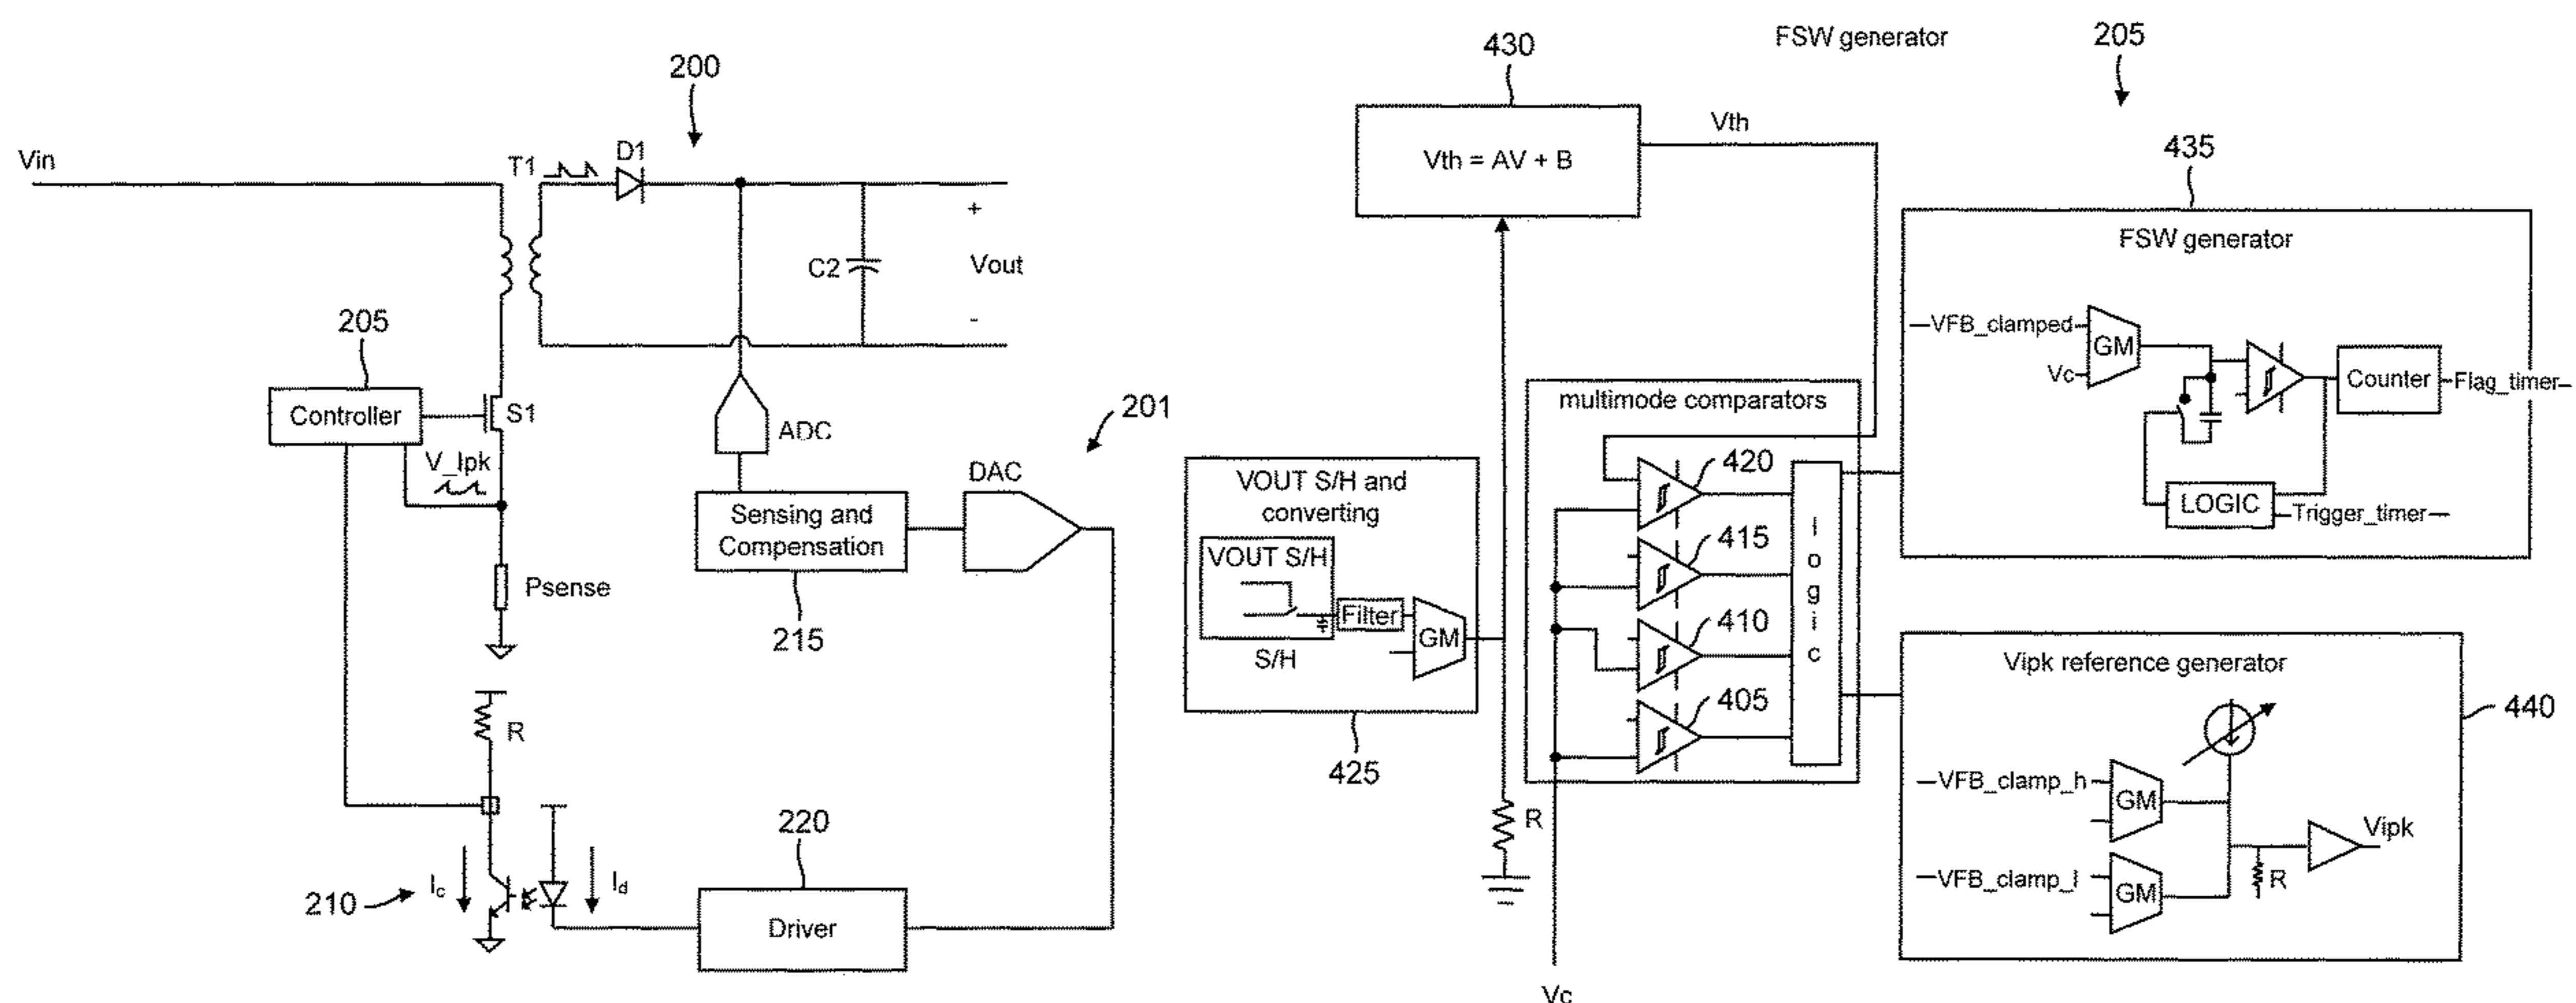 200
Vin
T1
D1
+
C2
Vout
-
205
Controller
S1
V_Ipk
ADC
201
DAC
Sensing and
Compensation
Psense
215
R
220
210
Ic
Id
Driver
FSW generator
205
430
Vth
Vth = AV + B
435
FSW generator
VFB_clamped
GM
Vc
Counter
Flag_timer
LOGIC
Trigger_timer
multimode comparators
420
415
410
405
logic
VOUT S/H and
converting
VOUT S/H
Filter
GM
S/H
425
R
Vc
Vipk reference generator
440
VFB_clamp_h
GM
Vipk
R
VFB_clamp_l
GM